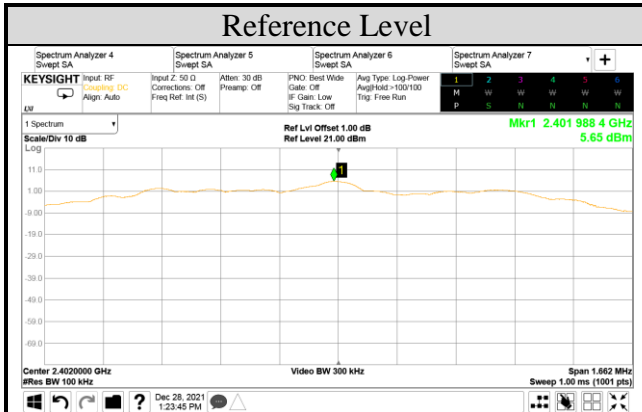 Reference Level
Spectrum Analyzer 4 Spectrum Analyzer 5 Spectrum Analyzer 6 Spectrum Analyzer 7
Swept SA Swept SA Swept SA Swept SA
KEYSIGHT Input: RF Input Z: 50 Ω Atten: 30 dB PNO: Best Wide Avg Type: Log-Power 1 2 3 4 5 6
Coupling: DC Corrections: Off Preamp: Off Gate: Off Avg|Hold:>100/100 M W W W W W
Align: Auto Freq Ref: Int (S) IF Gain: Low Trig: Free Run
Sig Track: Off P S N N N N
LXI
1 Spectrum Ref Lvl Offset 1.00 dB Mkr1 2.401 988 4 GHz
Scale/Div 10 dB Ref Level 21.00 dBm 5.65 dBm
Log
11.0
1
1.00
-9.00
-19.0
-29.0
-39.0
-49.0
-59.0
-69.0
Center 2.4020000 GHz Video BW 300 kHz Span 1.662 MHz
#Res BW 100 kHz Sweep 1.00 ms (1001 pts)
? Dec 28, 2021
1:23:45 PM